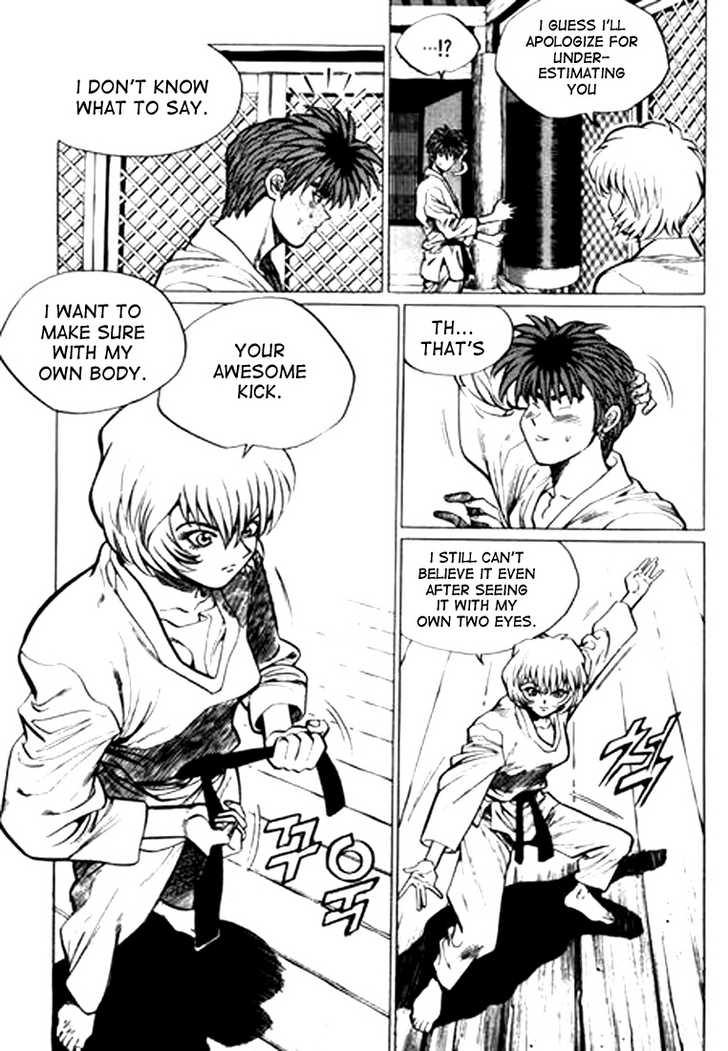 I GUESS I'LL
APOLOGIZE FOR
UNDER-
ESTIMATING
YOU
...!?
I DON'T KNOW
WHAT TO SAY.
TH...
THAT'S
I STILL CAN'T
BELIEVE IT EVEN
AFTER SEEING
IT WITH MY
OWN TWO EYES.
척
YOUR
AWESOME
KICK.
I WANT TO
MAKE SURE
WITH MY
OWN BODY.
꾸욱